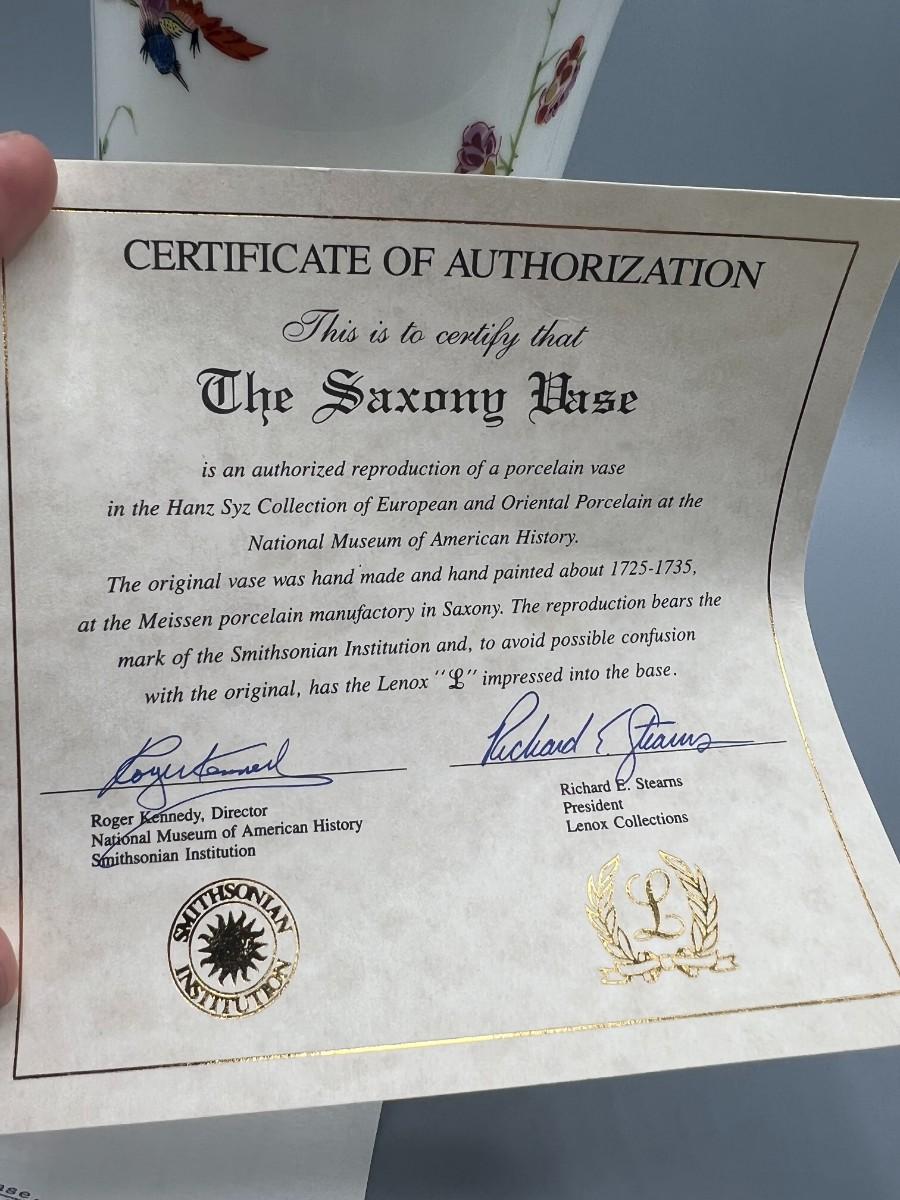 CERTIFICATE OF AUTHORIZATION
This is to certify that
The Saxony Vase
is an authorized reproduction of a porcelain vase
in the Hanz Syz Collection of European and Oriental Porcelain at the
National Museum of American History.
The original vase was hand made and hand painted about 1725-1735,
at the Meissen porcelain manufactory in Saxony. The reproduction bears the
mark of the Smithsonian Institution and, to avoid possible confusion
with the original, has the Lenox "L" impressed into the base.
Roger Kennedy
Richard E Stearns
Roger Kennedy, Director
National Museum of American History
Smithsonian Institution
Richard E. Stearns
President
Lenox Collections
SMITHSONIAN
INSTITUTION
L